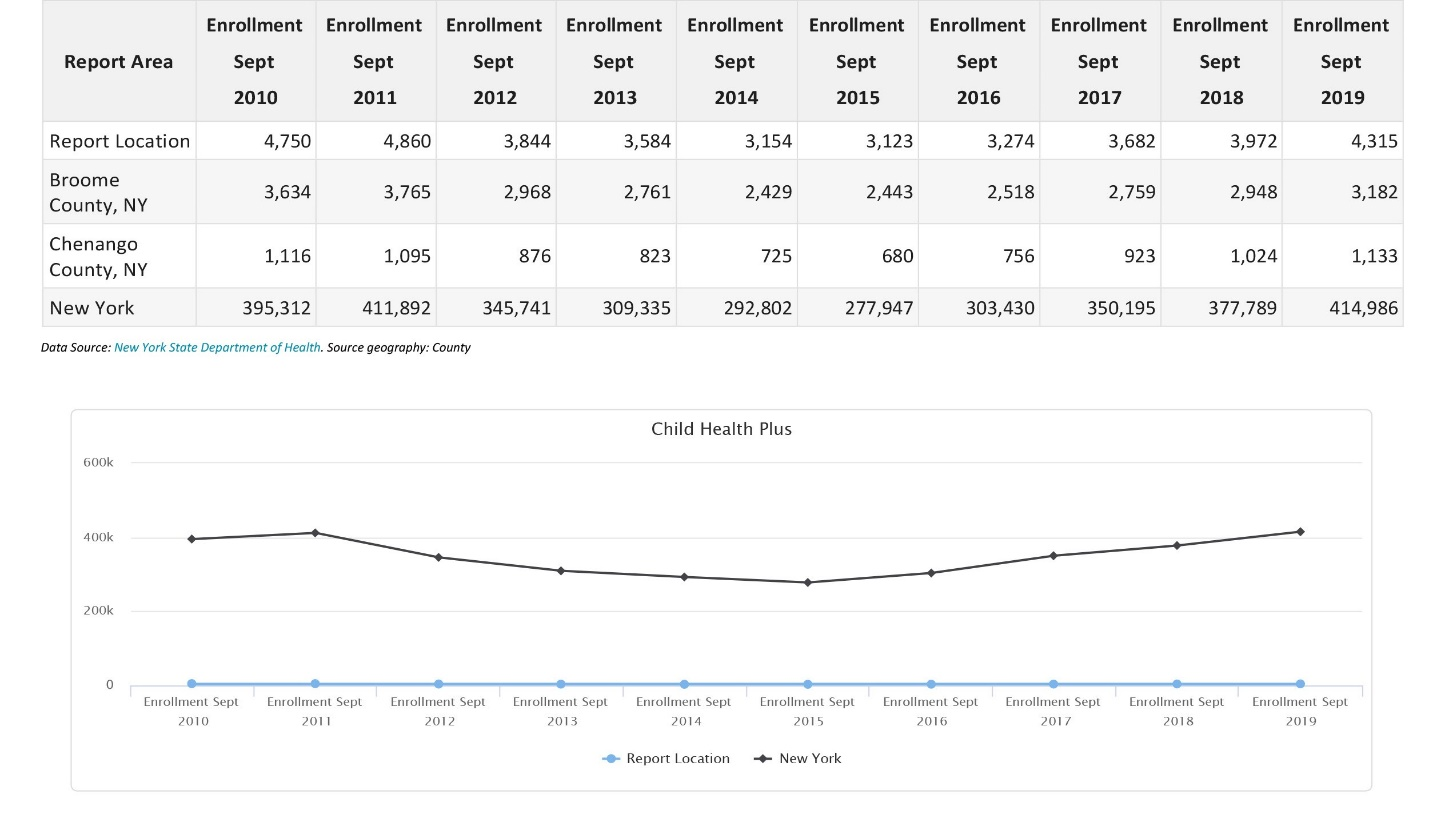 Report Area Enrollment Sept 2010 Enrollment Sept 2011 Enrollment Sept 2012 Enrollment Sept 2013 Enrollment Sept 2014 Enrollment Sept 2015 Enrollment Sept 2016 Enrollment Sept 2017 Enrollment Sept 2018 Enrollment Sept 2019
Report Location 4,750 4,860 3,844 3,584 3,154 3,123 3,274 3,682 3,972 4,315
Broome County, NY 3,634 3,765 2,968 2,761 2,429 2,443 2,518 2,759 2,948 3,182
Chenango County, NY 1,116 1,095 876 823 725 680 756 923 1,024 1,133
New York 395,312 411,892 345,741 309,335 292,802 277,947 303,430 350,195 377,789 414,986
Data Source: New York State Department of Health. Source geography: County
Child Health Plus
600k
400k
200k
0
Enrollment Sept Enrollment Sept Enrollment Sept Enrollment Sept Enrollment Sept Enrollment Sept Enrollment Sept Enrollment Sept Enrollment Sept Enrollment Sept
2010 2011 2012 2013 2014 2015 2016 2017 2018 2019
Report Location New York